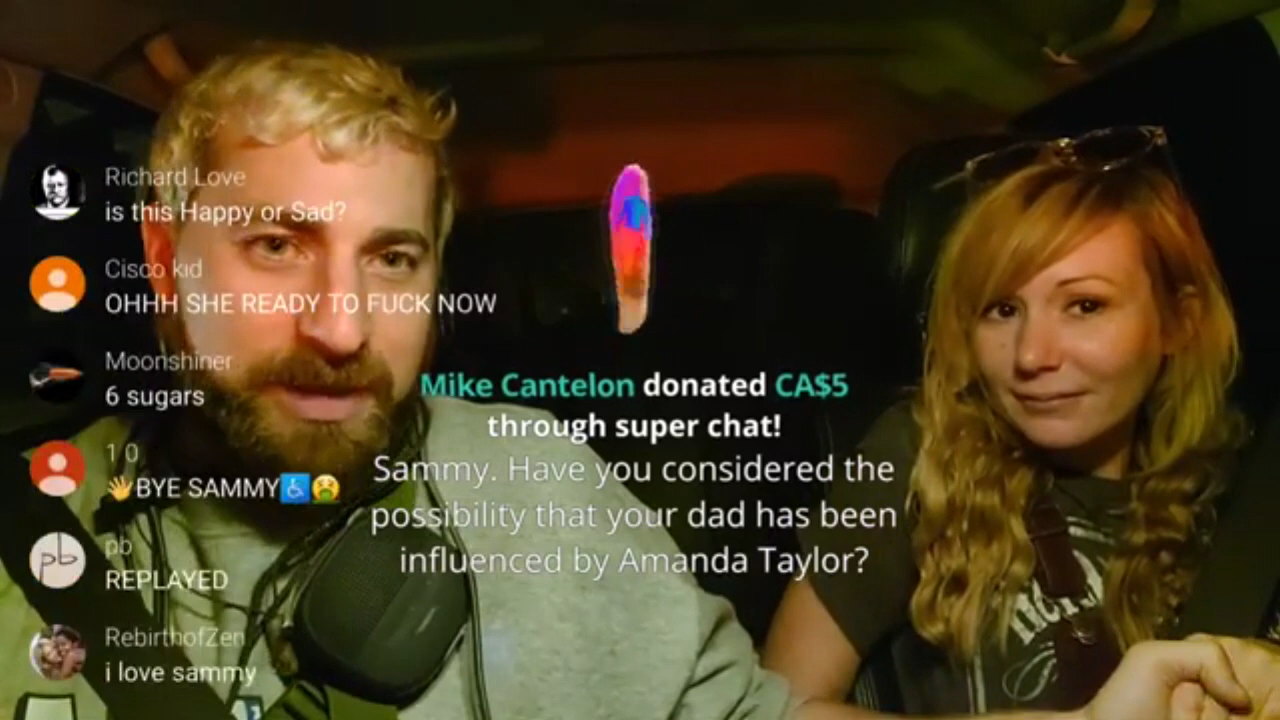 Richard Love
is this Happy or Sad?
Cisco kid
OHHH SHE READY TO FUCK NOW
Moonshiner
6 sugars
1 0
👋BYE SAMMY♿🤮
pb
REPLAYED
RebirthofZen
i love sammy
Mike Cantelon donated CA$5
through super chat!
Sammy. Have you considered the
possibility that your dad has been
influenced by Amanda Taylor?